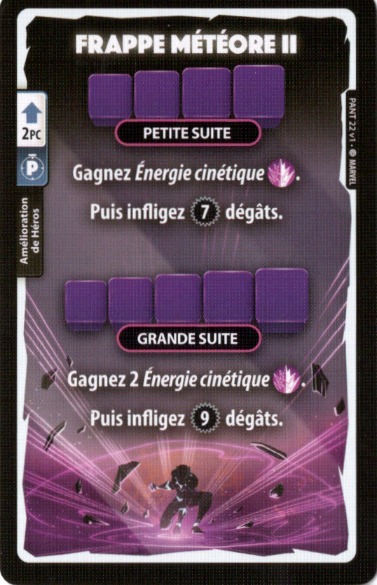 FRAPPE MÉTÉORE II
2PC
P
Amélioration
de Héros
PANT 22 v1 • © MARVEL
PETITE SUITE
Gagnez Énergie cinétique .
Puis infligez 7 dégâts.
GRANDE SUITE
Gagnez 2 Énergie cinétique .
Puis infligez 9 dégâts.